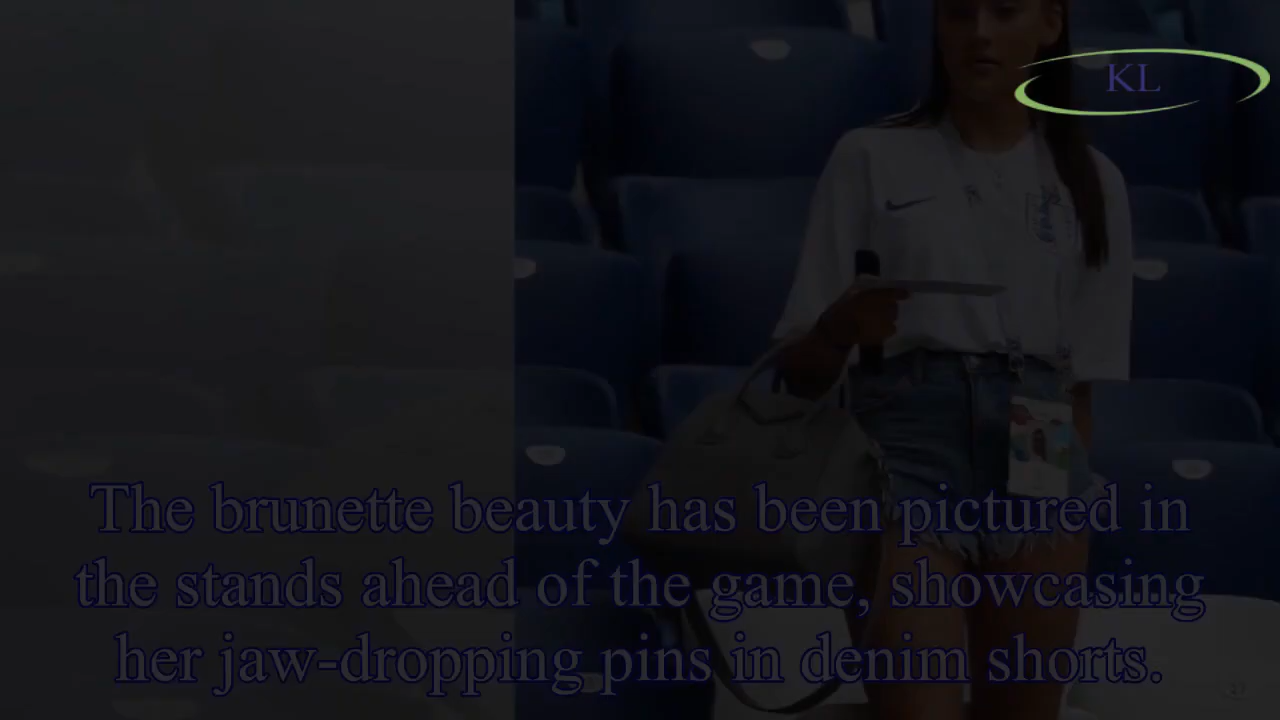 KL
The brunette beauty has been pictured in
the stands ahead of the game, showcasing
her jaw-dropping pins in denim shorts.